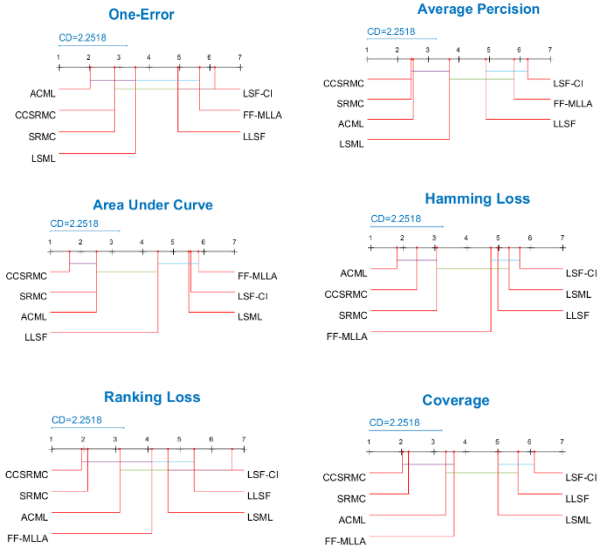 One-Error
CD=2.2518
1 2 3 4 5 6 7
ACML LSF-CI
CCSRMC FF-MLLA
SRMC LLSF
LSML
Average Percision
CD=2.2518
1 2 3 4 5 6 7
CCSRMC LSF-CI
SRMC FF-MLLA
ACML LLSF
LSML
Area Under Curve
CD=2.2518
1 2 3 4 5 6 7
CCSRMC FF-MLLA
SRMC LSF-CI
ACML LSML
LLSF
Hamming Loss
CD=2.2518
1 2 3 4 5 6 7
ACML LSF-CI
CCSRMC LSML
SRMC LLSF
FF-MLLA
Ranking Loss
CD=2.2518
1 2 3 4 5 6 7
CCSRMC LSF-CI
SRMC LLSF
ACML LSML
FF-MLLA
Coverage
CD=2.2518
1 2 3 4 5 6 7
CCSRMC LSF-CI
SRMC LLSF
ACML LSML
FF-MLLA